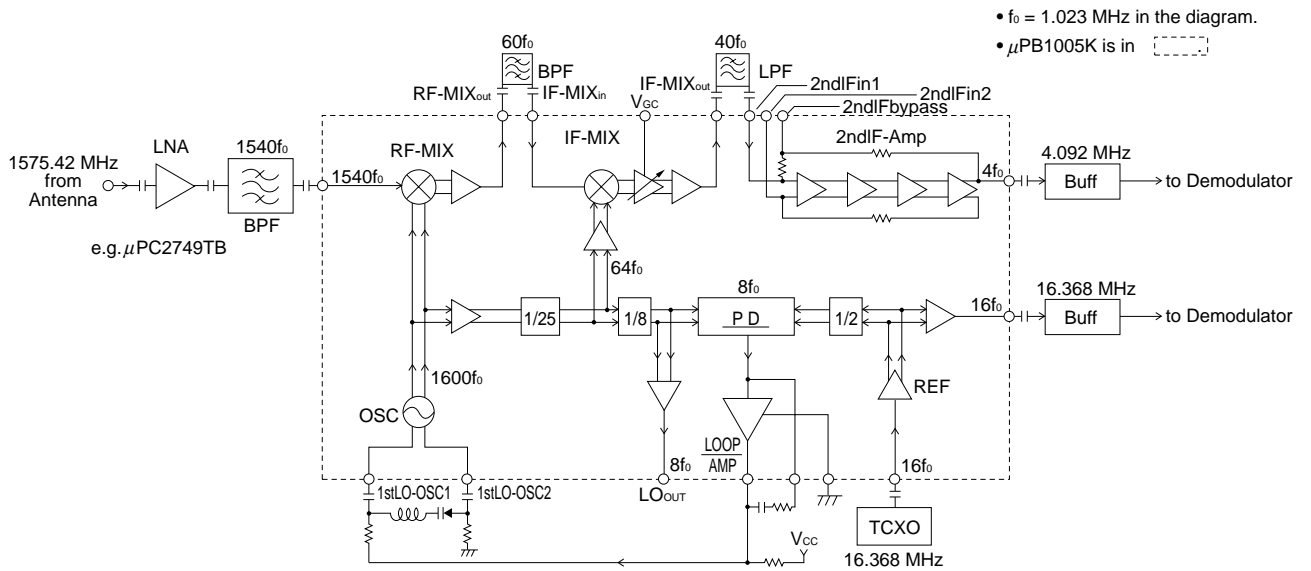 • f₀ = 1.023 MHz in the diagram.
• μPB1005K is in
60f₀
BPF
40f₀
LPF
RF-MIXout
IF-MIXin
IF-MIXout
2ndIFin1
2ndIFin2
2ndIFbypass
VGC
LNA
1540f₀
RF-MIX
IF-MIX
2ndIF-Amp
4.092 MHz
1575.42 MHz
from
Antenna
BPF
1540f₀
4f₀
Buff
to Demodulator
e.g. μPC2749TB
64f₀
8f₀
16.368 MHz
1/25
1/8
PD
1/2
16f₀
Buff
to Demodulator
1600f₀
REF
OSC
LOOP
AMP
8f₀
16f₀
1stLO-OSC1
1stLO-OSC2
LOOUT
TCXO
VCC
16.368 MHz